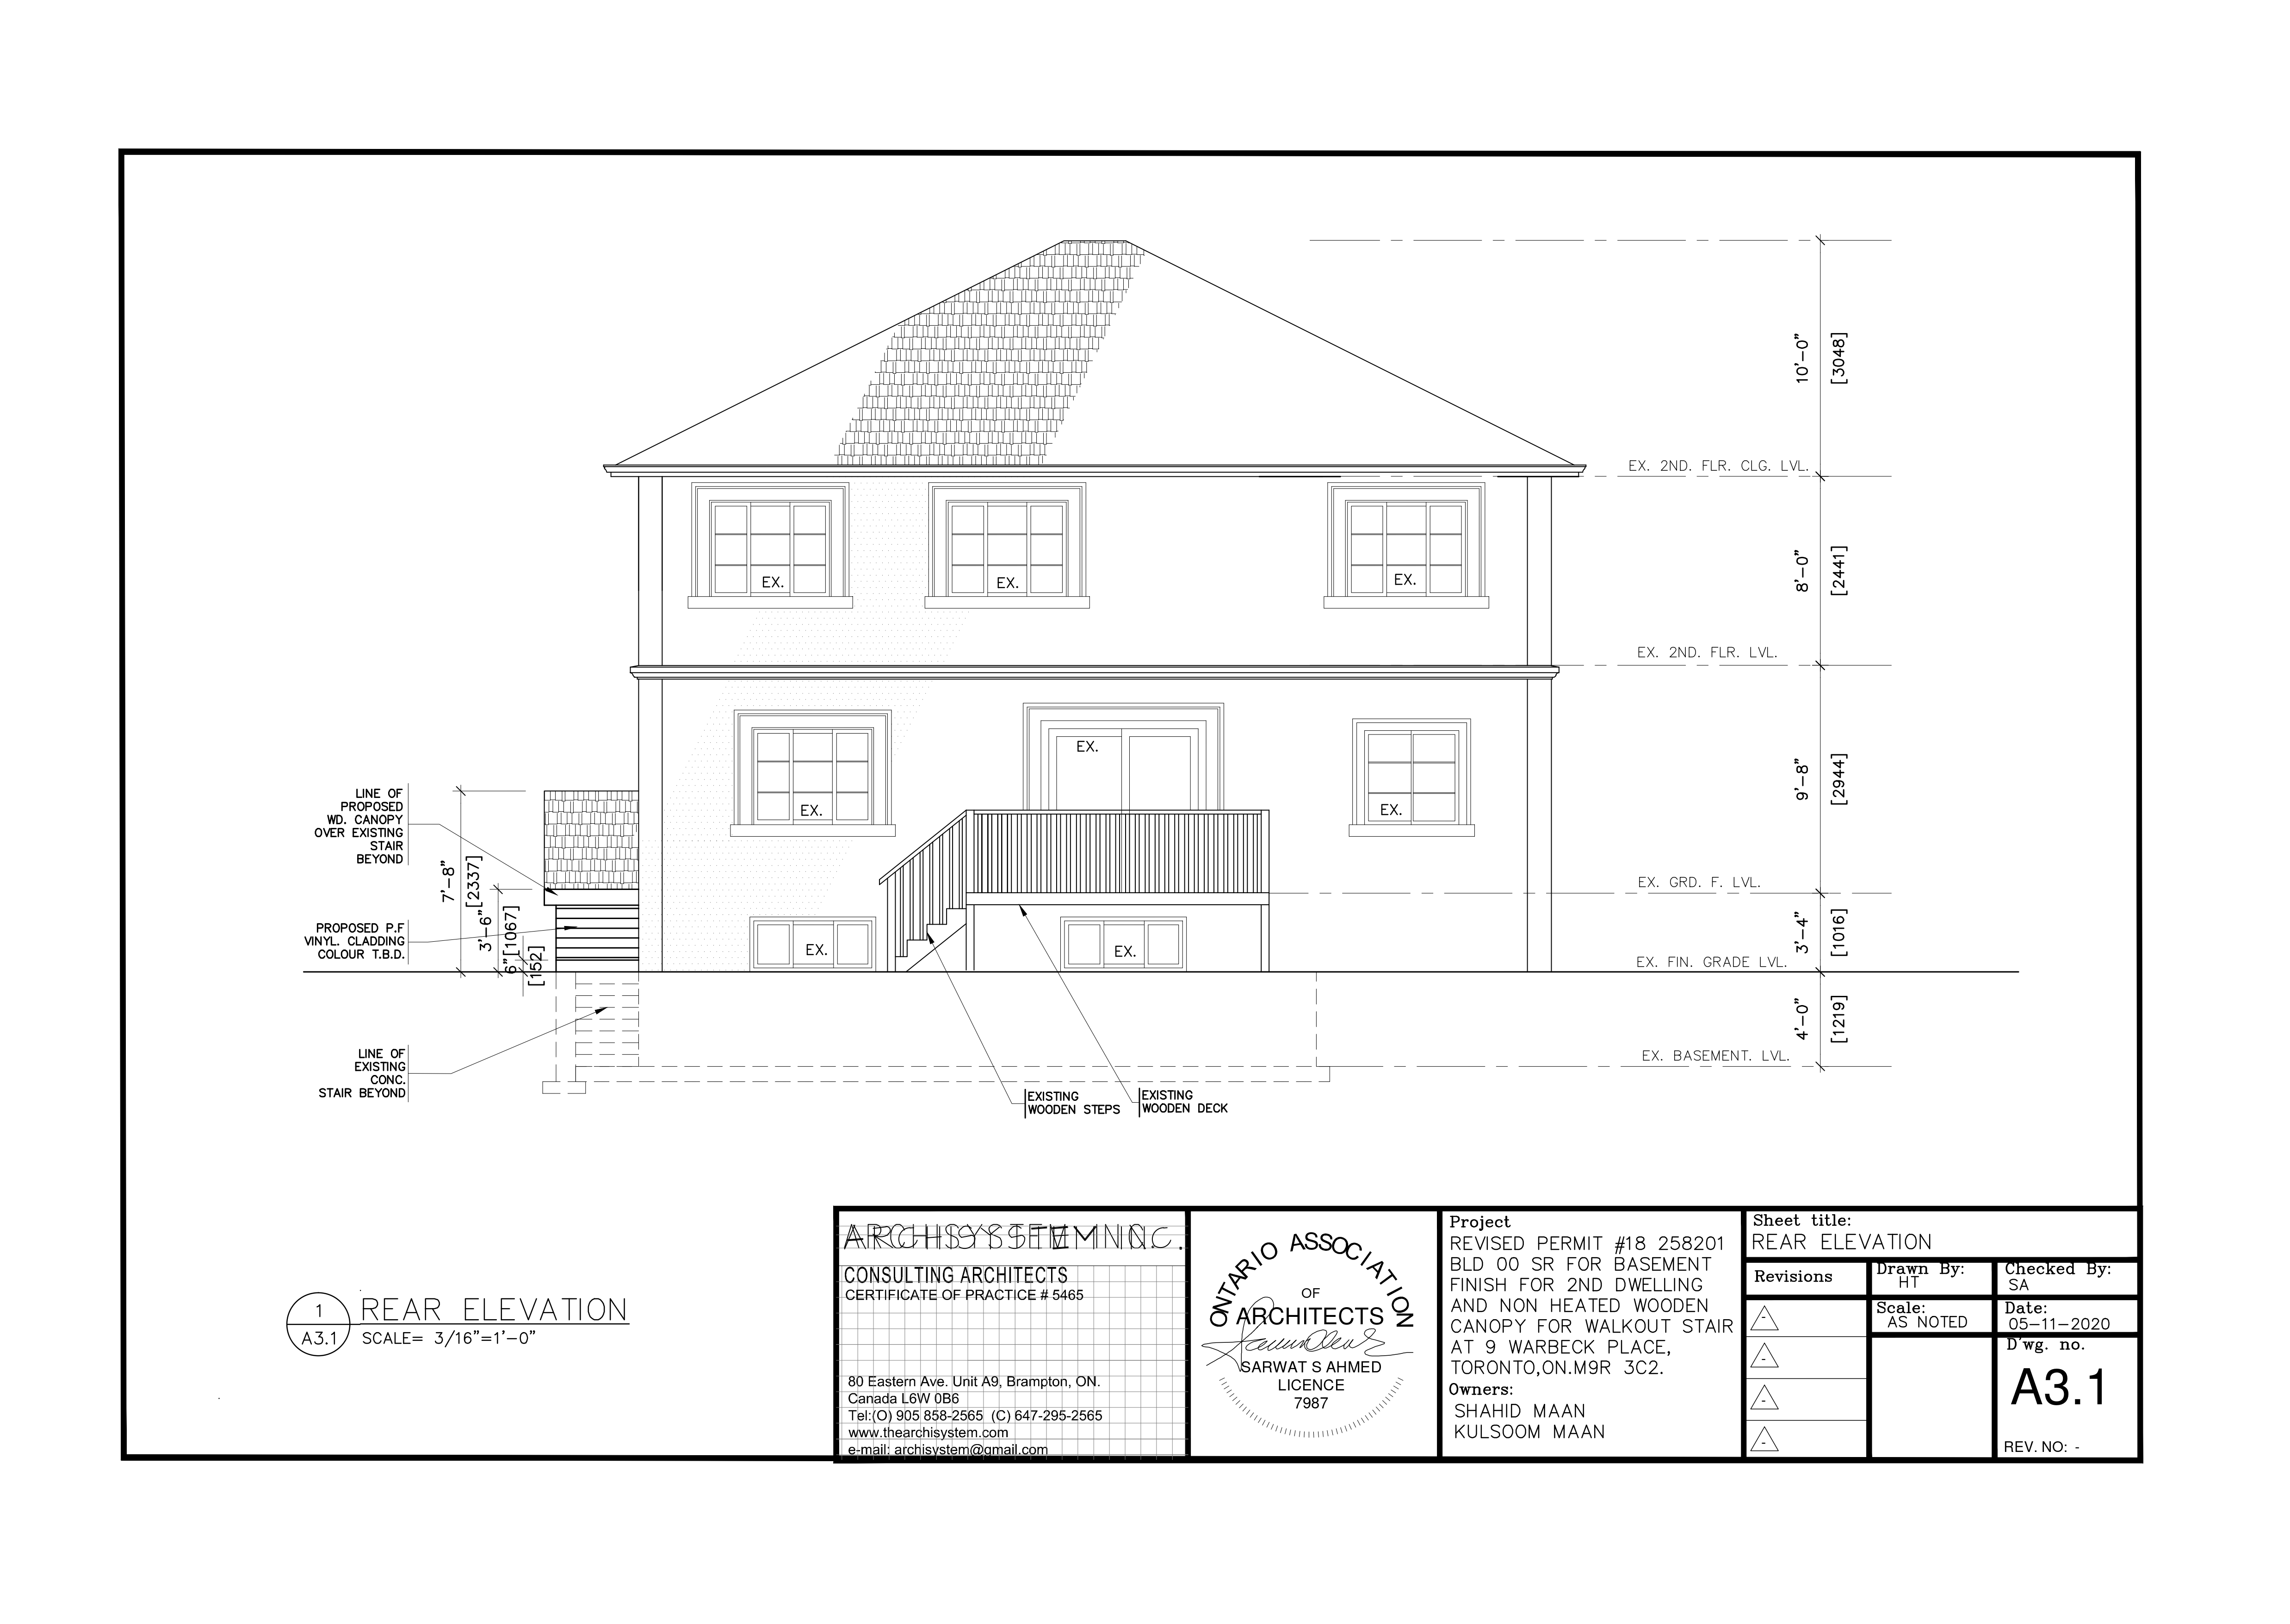 10'-0"
[3048]
EX. 2ND. FLR. CLG. LVL.
EX.
EX.
EX.
8'-0"
[2441]
EX. 2ND. FLR. LVL.
EX.
EX.
EX.
9'-8"
[2944]
LINE OF
PROPOSED
WD. CANOPY
OVER EXISTING
STAIR
BEYOND
7'-8"
[2337]
EX. GRD. F. LVL.
PROPOSED P.F
VINYL. CLADDING
COLOUR T.B.D.
3'-6"
[1067]
6"
[152]
EX.
EX.
3'-4"
[1016]
EX. FIN. GRADE LVL.
4'-0"
[1219]
LINE OF
EXISTING
CONC.
STAIR BEYOND
EX. BASEMENT. LVL.
EXISTING
WOODEN STEPS
EXISTING
WOODEN DECK
1
A3.1
REAR ELEVATION
SCALE= 3/16"=1'-0"
ARCHISYSTEM INC.
CONSULTING ARCHITECTS
CERTIFICATE OF PRACTICE # 5465
80 Eastern Ave. Unit A9, Brampton, ON.
Canada L6W 0B6
Tel:(O) 905 858-2565 (C) 647-295-2565
www.thearchisystem.com
e-mail: archisystem@gmail.com
ONTARIO ASSOCIATION
OF
ARCHITECTS
SARWAT S AHMED
LICENCE
7987
Project
REVISED PERMIT #18 258201
BLD 00 SR FOR BASEMENT
FINISH FOR 2ND DWELLING
AND NON HEATED WOODEN
CANOPY FOR WALKOUT STAIR
AT 9 WARBECK PLACE,
TORONTO,ON.M9R 3C2.
Owners:
SHAHID MAAN
KULSOOM MAAN
Sheet title:
REAR ELEVATION
Revisions
-
-
-
-
Drawn By:
HT
Checked By:
SA
Scale:
AS NOTED
Date:
05-11-2020
D'wg. no.
A3.1
REV. NO: -